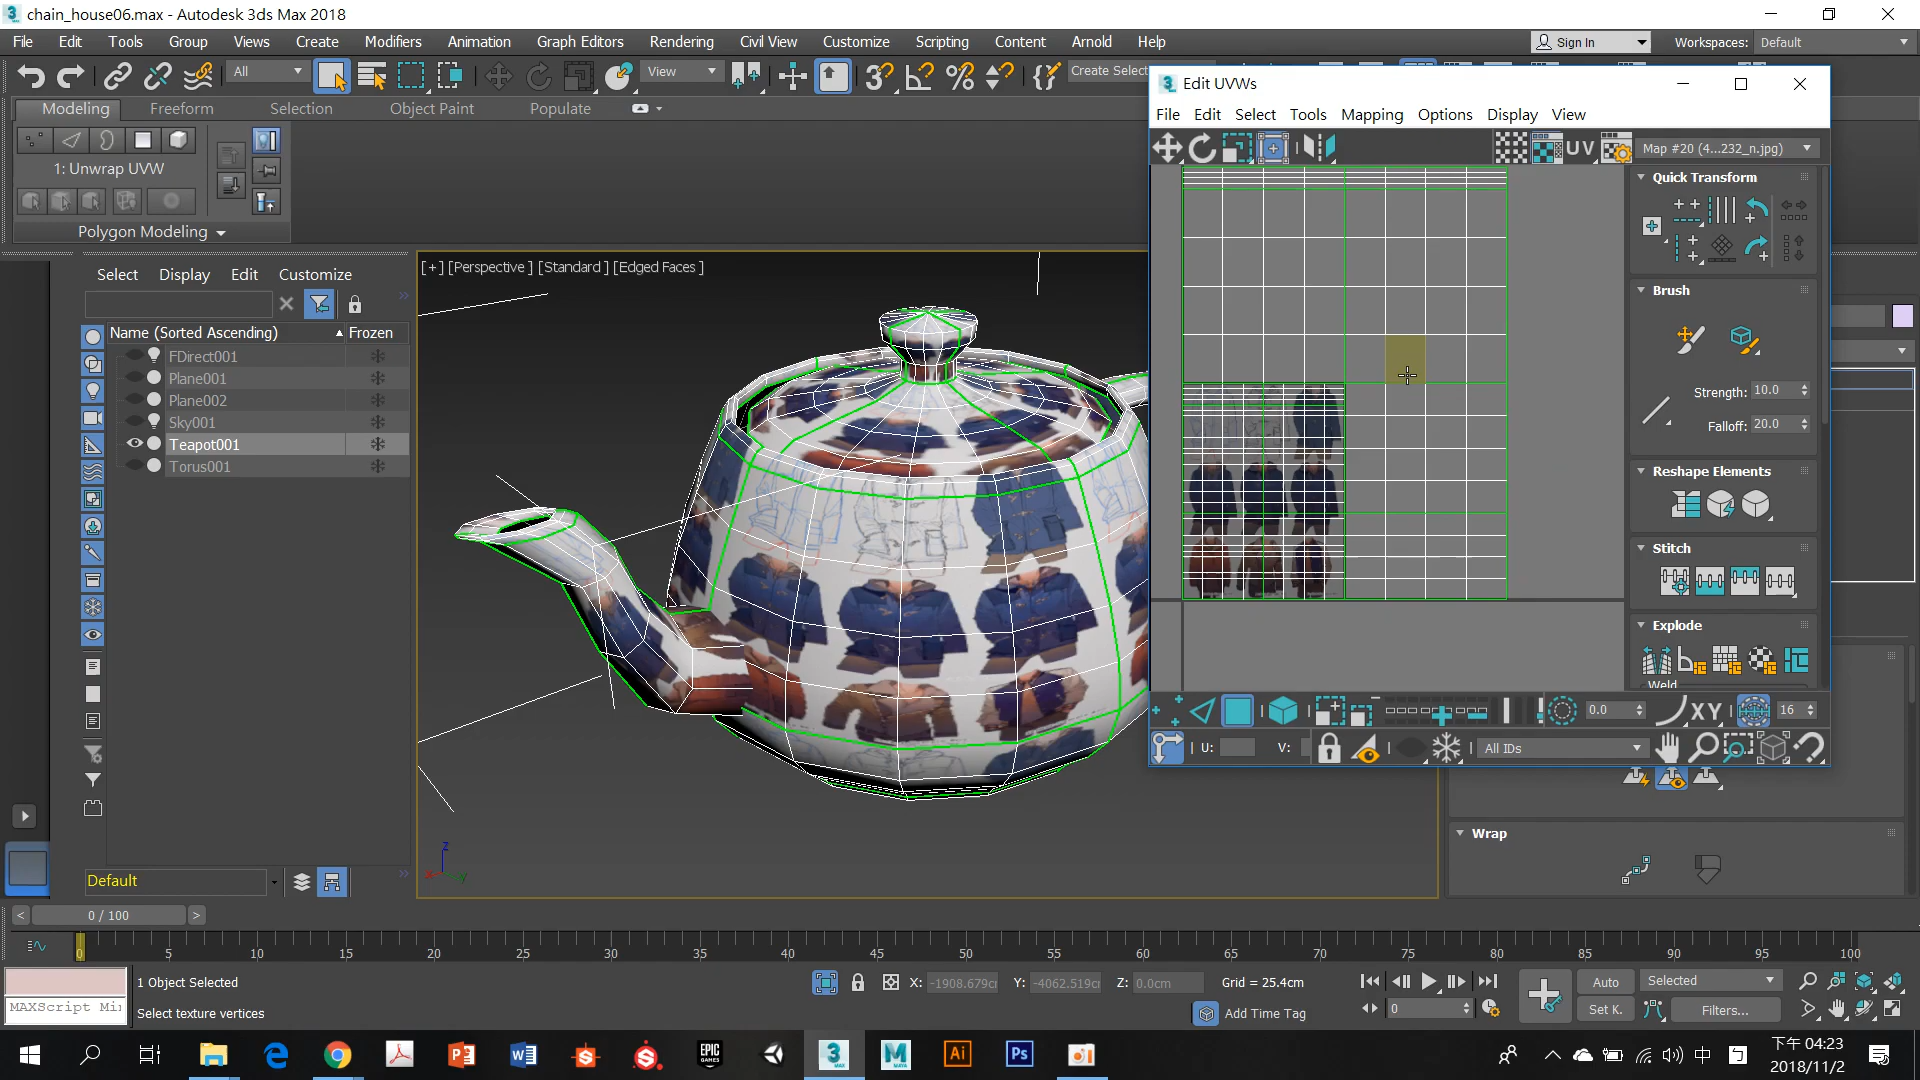 chain_house06.max - Autodesk 3ds Max 2018
File Edit Tools Group Views Create Modifiers Animation Graph Editors Rendering Civil View Customize Scripting Content Arnold Help
Sign In
Workspaces: Default
All
View
Create Select
Modeling Freeform Selection Object Paint Populate
1: Unwrap UVW
Polygon Modeling
Select Display Edit Customize
Name (Sorted Ascending) Frozen
FDirect001
Plane001
Plane002
Sky001
Teapot001
Torus001
Default
[+] [Perspective ] [Standard ] [Edged Faces ]
Z
X
Y
Edit UVWs
File Edit Select Tools Mapping Options Display View
UV
Map #20 (4...232_n.jpg)
Quick Transform
Brush
Strength: 10.0
Falloff: 20.0
Reshape Elements
Stitch
Explode
Weld
0.0
XY
16
U:
V:
All IDs
Wrap
< 0 / 100 >
0 5 10 15 20 25 30 35 40 45 50 55 60 65 70 75 80 85 90 95 100
1 Object Selected
MAXScript Mi
Select texture vertices
X: -1908.679c
Y: -4062.519c
Z: 0.0cm
Grid = 25.4cm
Add Time Tag
0
Auto
Selected
Set K.
Filters...
EPIC GAMES
3 MAX
M MAYA
Ai
Ps
中
下午 04:23
2018/11/2